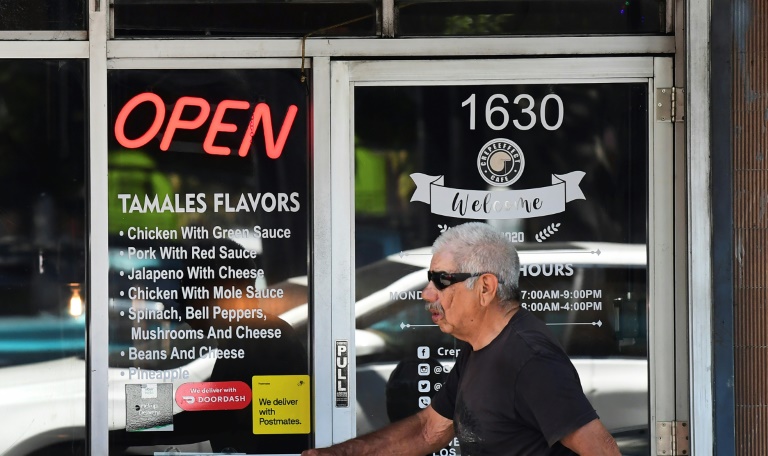 OPEN
TAMALES FLAVORS
• Chicken With Green Sauce
• Pork With Red Sauce
• Jalapeno With Cheese
• Chicken With Mole Sauce
• Spinach, Bell Peppers,
Mushrooms And Cheese
• Beans And Cheese
• Pineapple
We deliver with
DOORDASH
We deliver
with
Postmates.
PULL
1630
CREPEEFFECT
CAFE
Welcome
HOURS
7:00AM-9:00PM
8:00AM-4:00PM